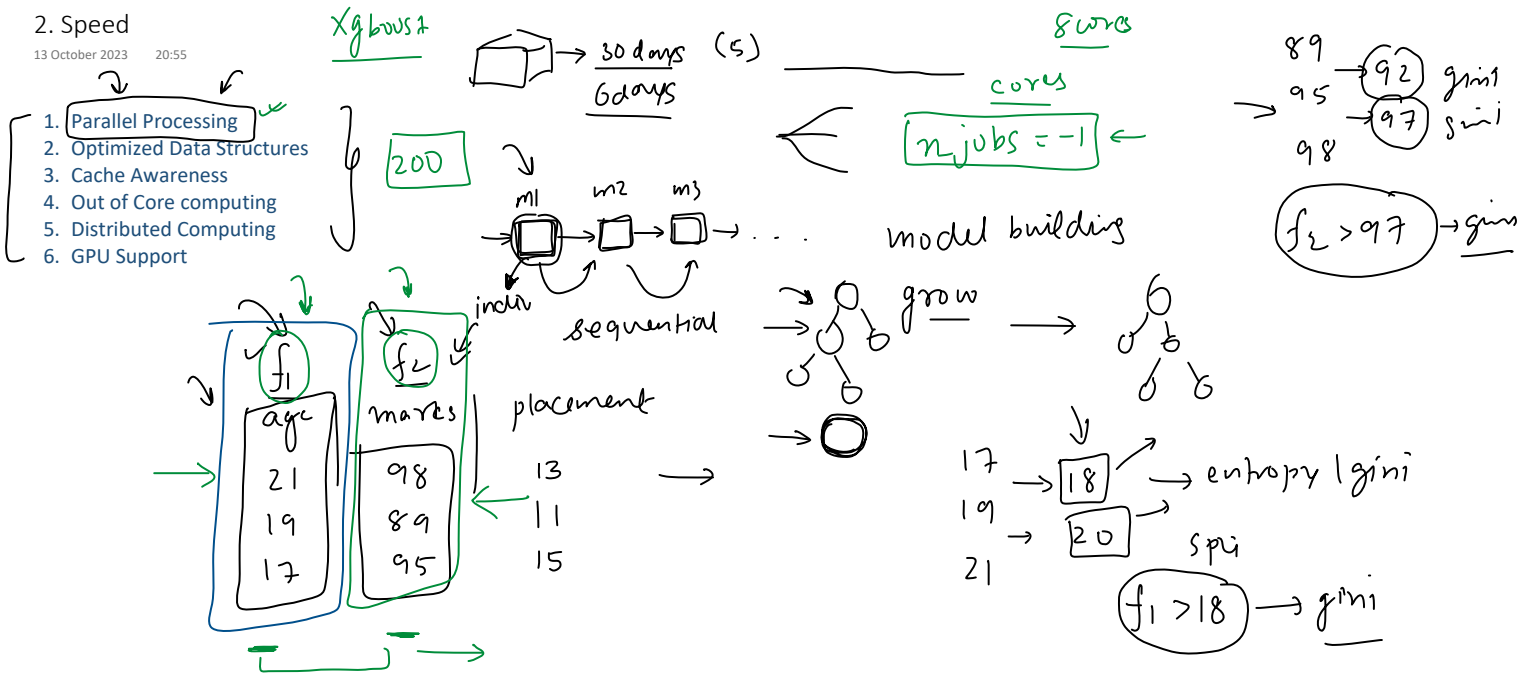 2. Speed
13 October 2023 20:55
Xgboost
30 days (5)
6 days
8 cores
cores
n_jobs = -1
1. Parallel Processing
2. Optimized Data Structures
3. Cache Awareness
4. Out of Core computing
5. Distributed Computing
6. GPU Support
200
m1 m2 m3
. . . .
sequential
model building
grow
89
92 gini
95
97 gini
98
f2 > 97 gini
f1 f2
age marks placement
21 98 13
19 89 11
17 95 15
17
18 entropy / gini
19
20
21
spli
f1 > 18 gini